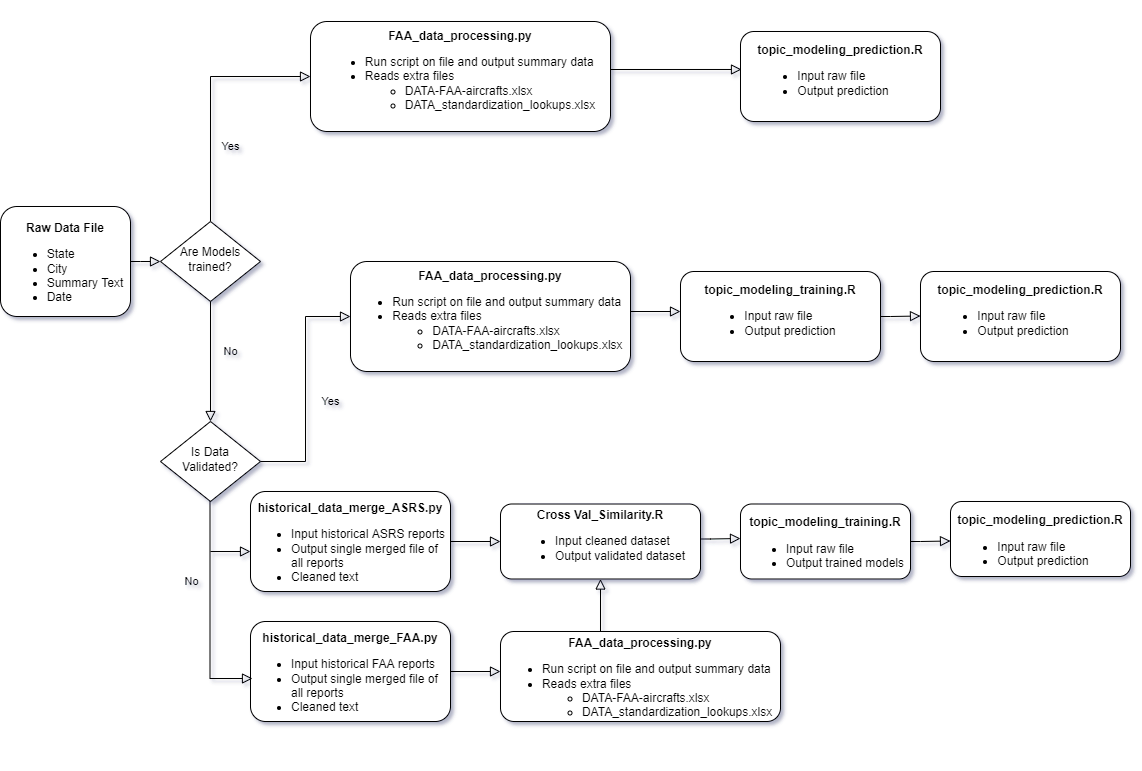 FAA_data_processing.py
Run script on file and output summary data
Reads extra files
DATA-FAA-aircrafts.xlsx
DATA_standardization_lookups.xlsx
topic_modeling_prediction.R
Input raw file
Output prediction
Yes
Raw Data File
State
City
Summary Text
Date
Are Models
trained?
No
FAA_data_processing.py
Run script on file and output summary data
Reads extra files
DATA-FAA-aircrafts.xlsx
DATA_standardization_lookups.xlsx
topic_modeling_training.R
Input raw file
Output prediction
topic_modeling_prediction.R
Input raw file
Output prediction
Yes
Is Data
Validated?
No
historical_data_merge_ASRS.py
Input historical ASRS reports
Output single merged file of
all reports
Cleaned text
Cross Val_Similarity.R
Input cleaned dataset
Output validated dataset
topic_modeling_training.R
Input raw file
Output trained models
topic_modeling_prediction.R
Input raw file
Output prediction
historical_data_merge_FAA.py
Input historical FAA reports
Output single merged file of
all reports
Cleaned text
FAA_data_processing.py
Run script on file and output summary data
Reads extra files
DATA-FAA-aircrafts.xlsx
DATA_standardization_lookups.xlsx